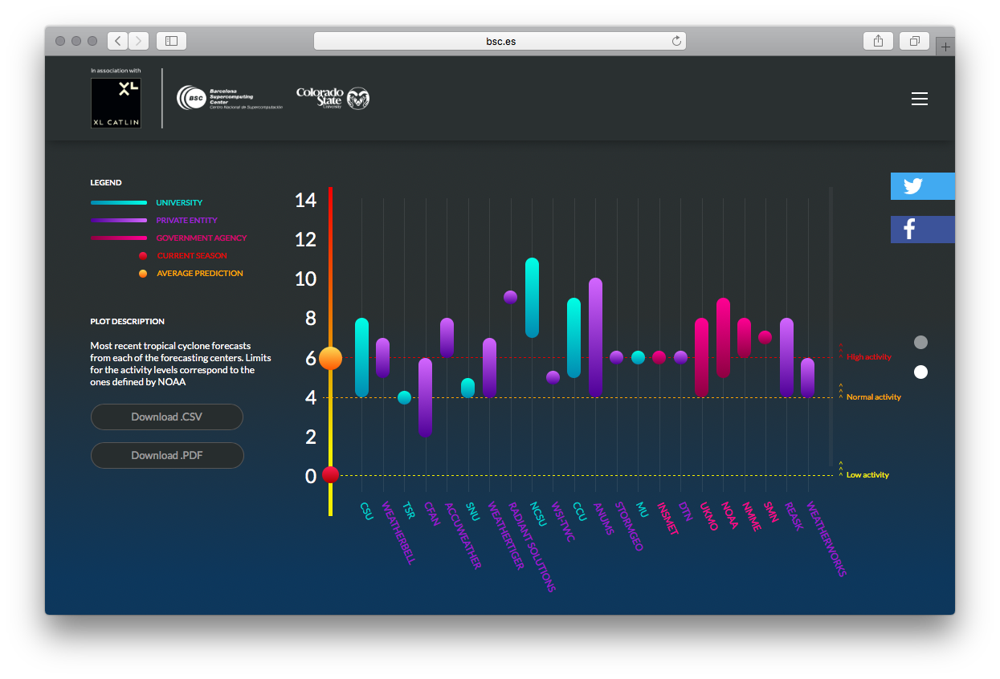 bsc.es
In association with
XL
XL CATLIN
BSC
Barcelona
Supercomputing
Center
Centro Nacional de Supercomputación
Colorado
State
University
LEGEND
UNIVERSITY
PRIVATE ENTITY
GOVERNMENT AGENCY
CURRENT SEASON
AVERAGE PREDICTION
PLOT DESCRIPTION
Most recent tropical cyclone forecasts
from each of the forecasting centers. Limits
for the activity levels correspond to the
ones defined by NOAA
Download .CSV
Download .PDF
14
12
10
8
6
4
2
0
High activity
Normal activity
Low activity
CSU
WEATHERBELL
TSR
CFAN
ACCUWEATHER
SNU
WEATHERTIGER
RADIANT SOLUTIONS
NCSU
WSI-TWC
CCU
ANUMS
STORMGEO
MU
INSMET
DTN
UKMO
NOAA
NMME
SMN
REASK
WEATHERWORKS